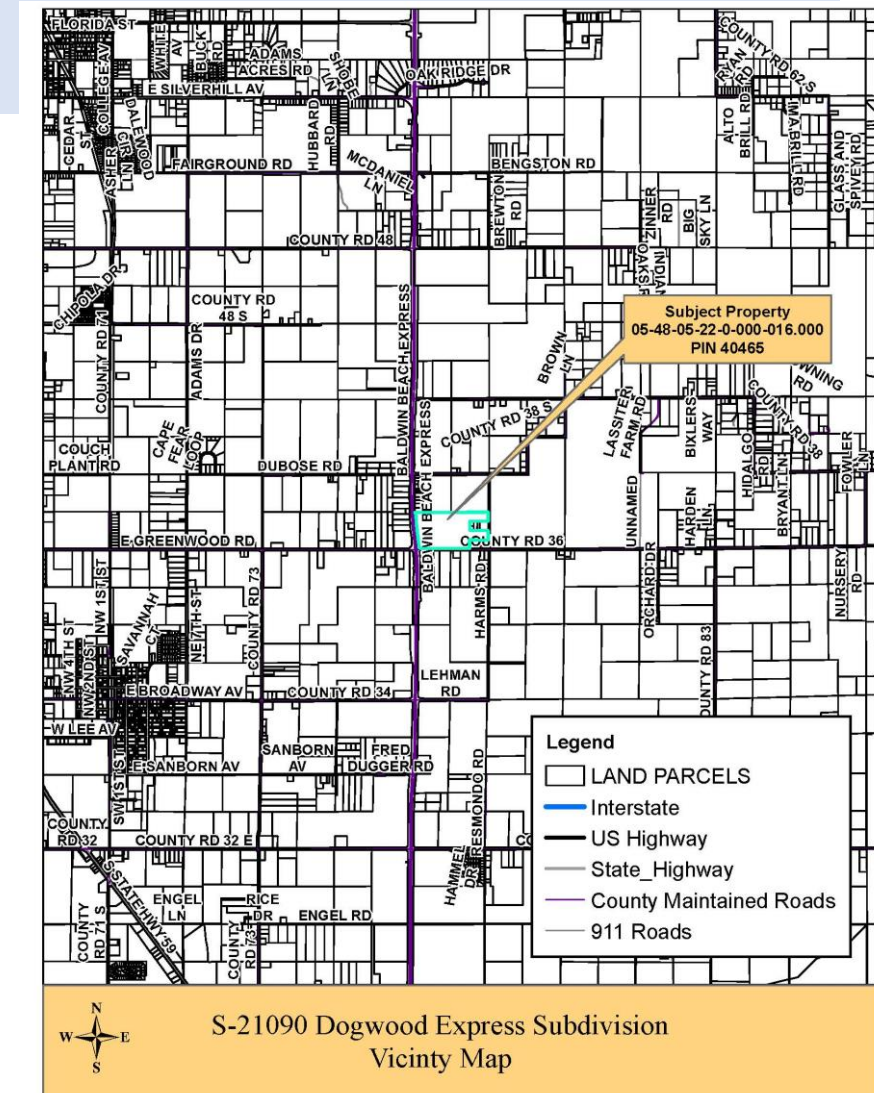 FLORIDA ST
COLLEGE AV
WHITE
AV
BUCK
RD
ADAMS
ACRES RD
SHOBE
LN
OAK RIDGE DR
COUNTY RD 62 S
RYAN
RD
E SILVERHILL AV
CEDAR
ST
DALEWOOD
CIR
LN
ASHER
HUBBARD
RD
ALTO
BRILL RD
IMA BRILL RD
GLASS AND
SPIVEY RD
FAIRGROUND RD
MCDANIEL
LN
BENGSTON RD
BREWTON
RD
ZINNER
RD
BIG
SKY LN
COUNTY RD 48
CHIPOLA DR
COUNTY RD
48 S
COUNTY RD 71
ADAMS DR
BALDWIN BEACH EXPRESS
OAKS R
INDIAN
Subject Property
05-48-05-22-0-000-016.000
PIN 40465
BROWN
LN
WNING
RD
COUNTY RD 38 S
LASSITER
FARM RD
BIXLERS
WAY
COUNTY RD 38
COUCH
PLANT RD
CAPE
FEAR
LOOP
DUBOSE RD
BALDWIN BEACH EXPRESS
HIDALGO
RD
BRYANT LN
FOWLER
LN
UNNAMED
HARDEN
LN
E GREENWOOD RD
COUNTY RD 36
NW 1ST ST
NW 4TH ST
NW 2ND ST
SAVANNAH
CT
NE 7TH ST
COUNTY RD 73
HARMS RD
ORCHARD DR
NURSERY
RD
OUNTY RD 83
LEHMAN
RD
E BROADWAY AV
COUNTY RD 34
W LEE AV
SW 1ST ST
E SANBORN AV
SANBORN
AV
FRED
DUGGER RD
RESMONDO RD
COUNTY
RD 32
COUNTY RD 32 E
CO
HAMMEL
DR
S STATE HWY 59
ENGEL
LN
RICE
DR
ENGEL RD
COUNTY
RD 71 S
COUNTY
RD 73
Legend
LAND PARCELS
Interstate
US Highway
State_Highway
County Maintained Roads
911 Roads
N
W E
S
S-21090 Dogwood Express Subdivision
Vicinty Map